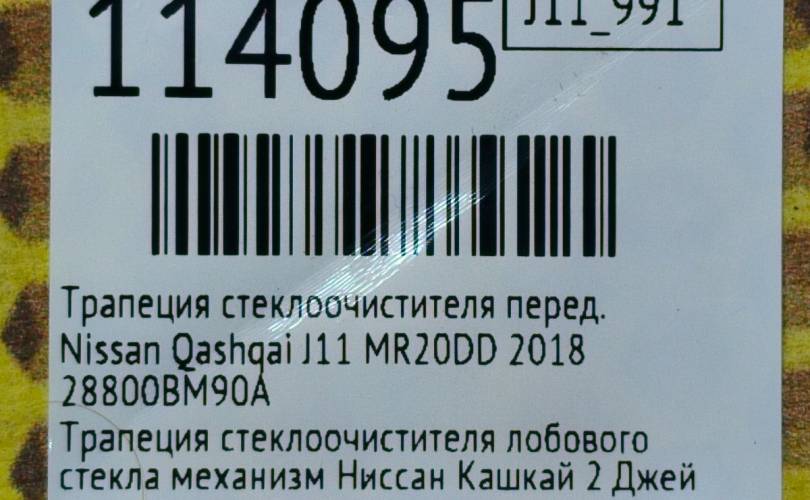 114095
J11_991
Трапеция стеклоочистителя перед.
Nissan Qashqai J11 MR20DD 2018
28800BM90A
Трапеция стеклоочистителя лобового
стекла механизм Ниссан Кашкай 2 Джей